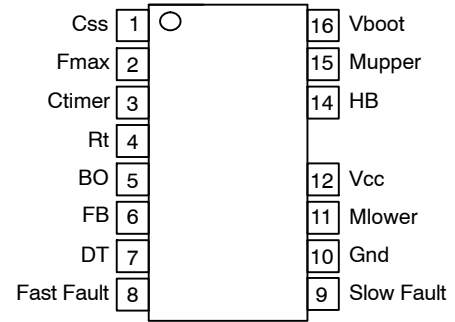 Css 1 16 Vboot
Fmax 2 15 Mupper
Ctimer 3 14 HB
Rt 4
BO 5 12 Vcc
FB 6 11 Mlower
DT 7 10 Gnd
Fast Fault 8 9 Slow Fault